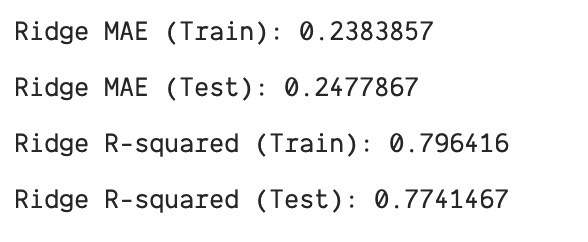 Ridge MAE (Train): 0.2383857
Ridge MAE (Test): 0.2477867
Ridge R-squared (Train): 0.796416
Ridge R-squared (Test): 0.7741467